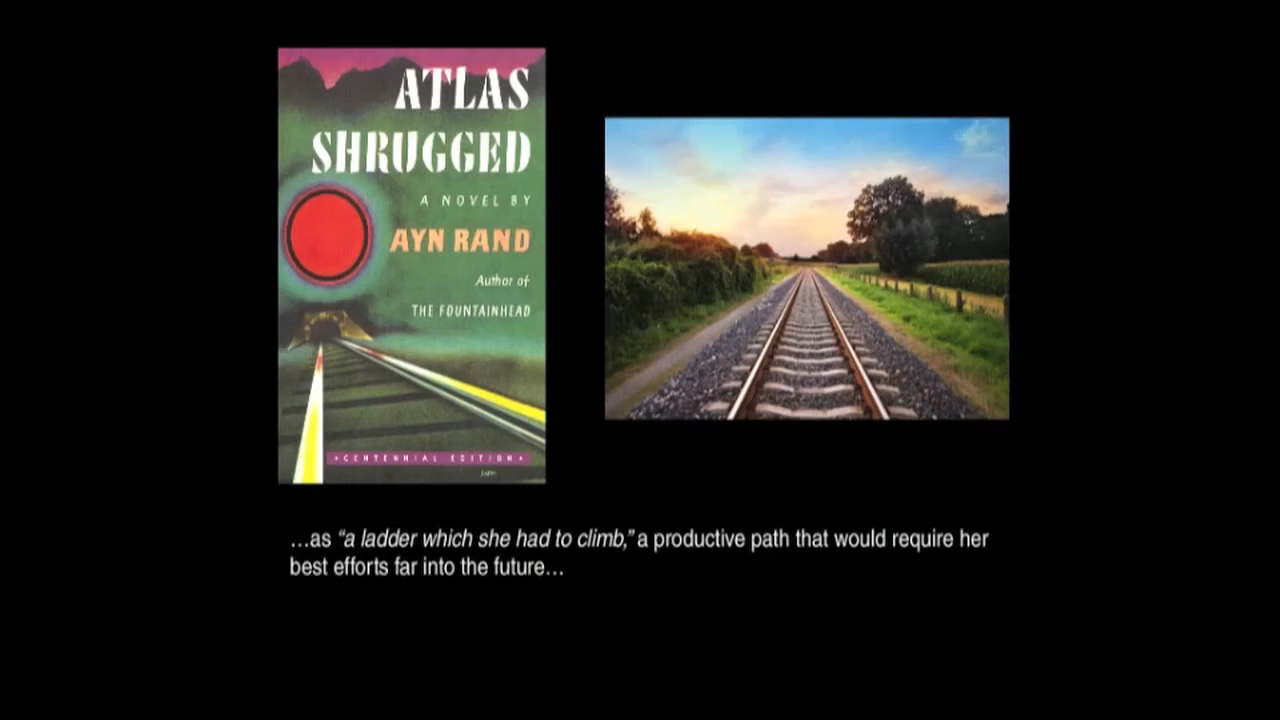 ATLAS
SHRUGGED
A NOVEL BY
AYN RAND
Author of
THE FOUNTAINHEAD
•CENTENNIAL EDITION•
…as “a ladder which she had to climb,” a productive path that would require her
best efforts far into the future…